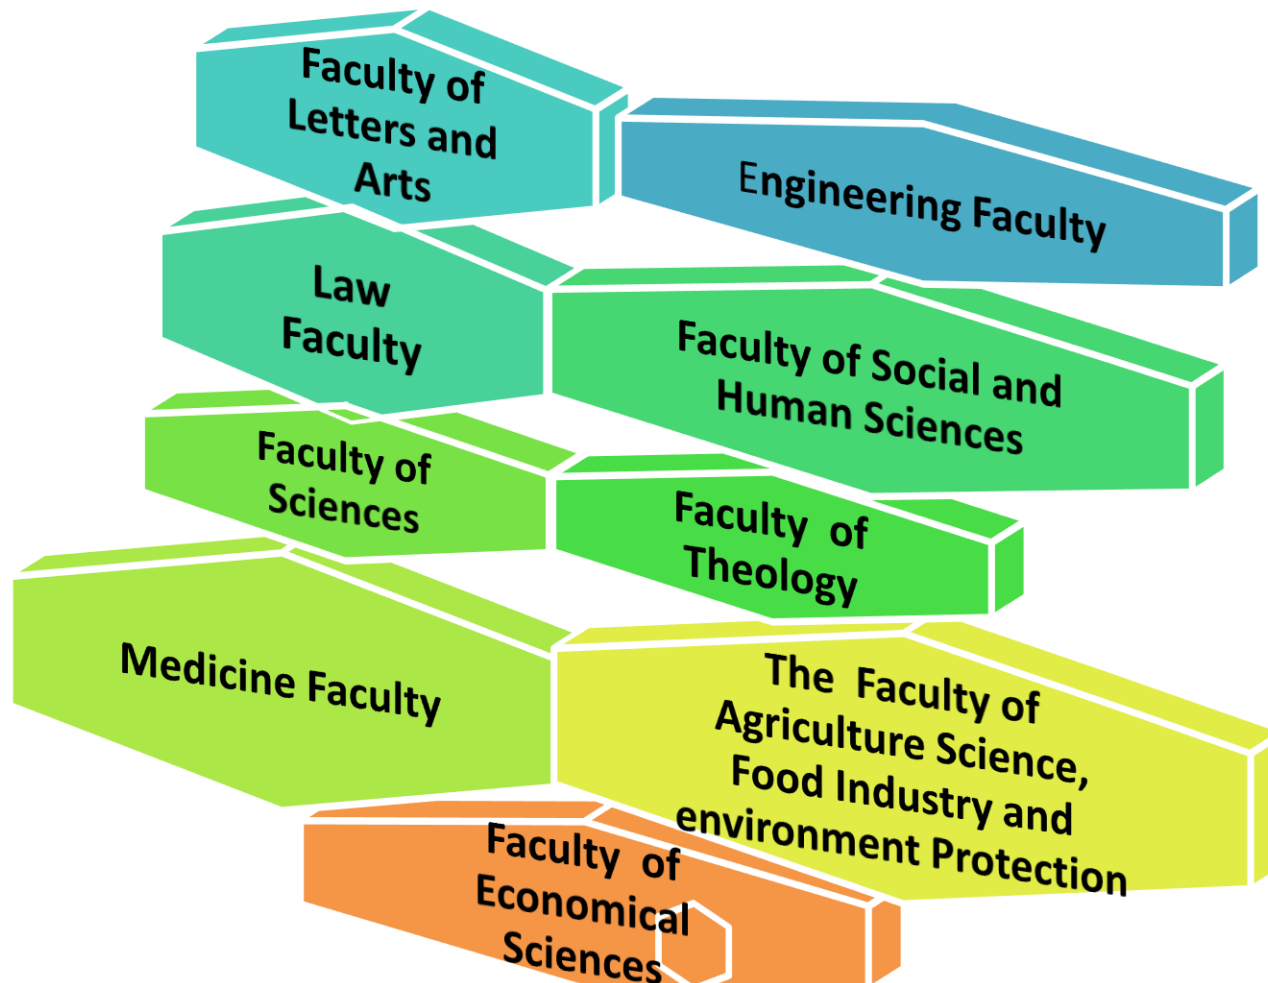 Faculty of
Letters and
Arts
Engineering Faculty
Law
Faculty
Faculty of Social and
Human Sciences
Faculty of
Sciences
Faculty of
Theology
Medicine Faculty
The Faculty of
Agriculture Science,
Food Industry and
environment Protection
Faculty of
Economical
Sciences